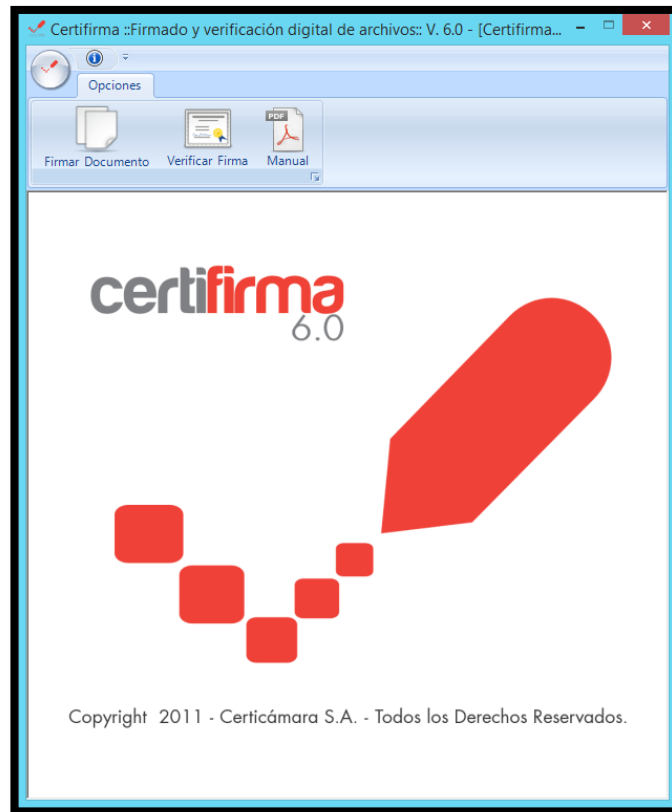 Certifirma ::Firmado y verificación digital de archivos:: V. 6.0 - [Certifirma...
Opciones
Firmar Documento Verificar Firma Manual
PDF
certifirma
6.0
Copyright 2011 - Certicámara S.A. - Todos los Derechos Reservados.